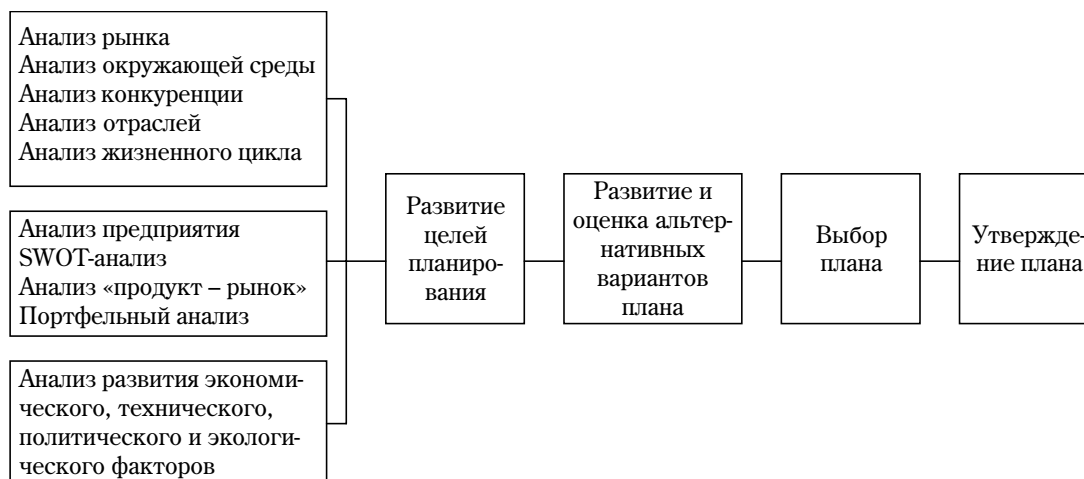 Анализ рынка
Анализ окружающей среды
Анализ конкуренции
Анализ отраслей
Анализ жизненного цикла
Анализ предприятия
SWOT-анализ
Анализ «продукт – рынок»
Портфельный анализ
Анализ развития экономи-
ческого, технического,
политического и экологи-
ческого факторов
Развитие
целей
планиро-
вания
Развитие и
оценка альтер-
нативных
вариантов
плана
Выбор
плана
Утвержде-
ние плана